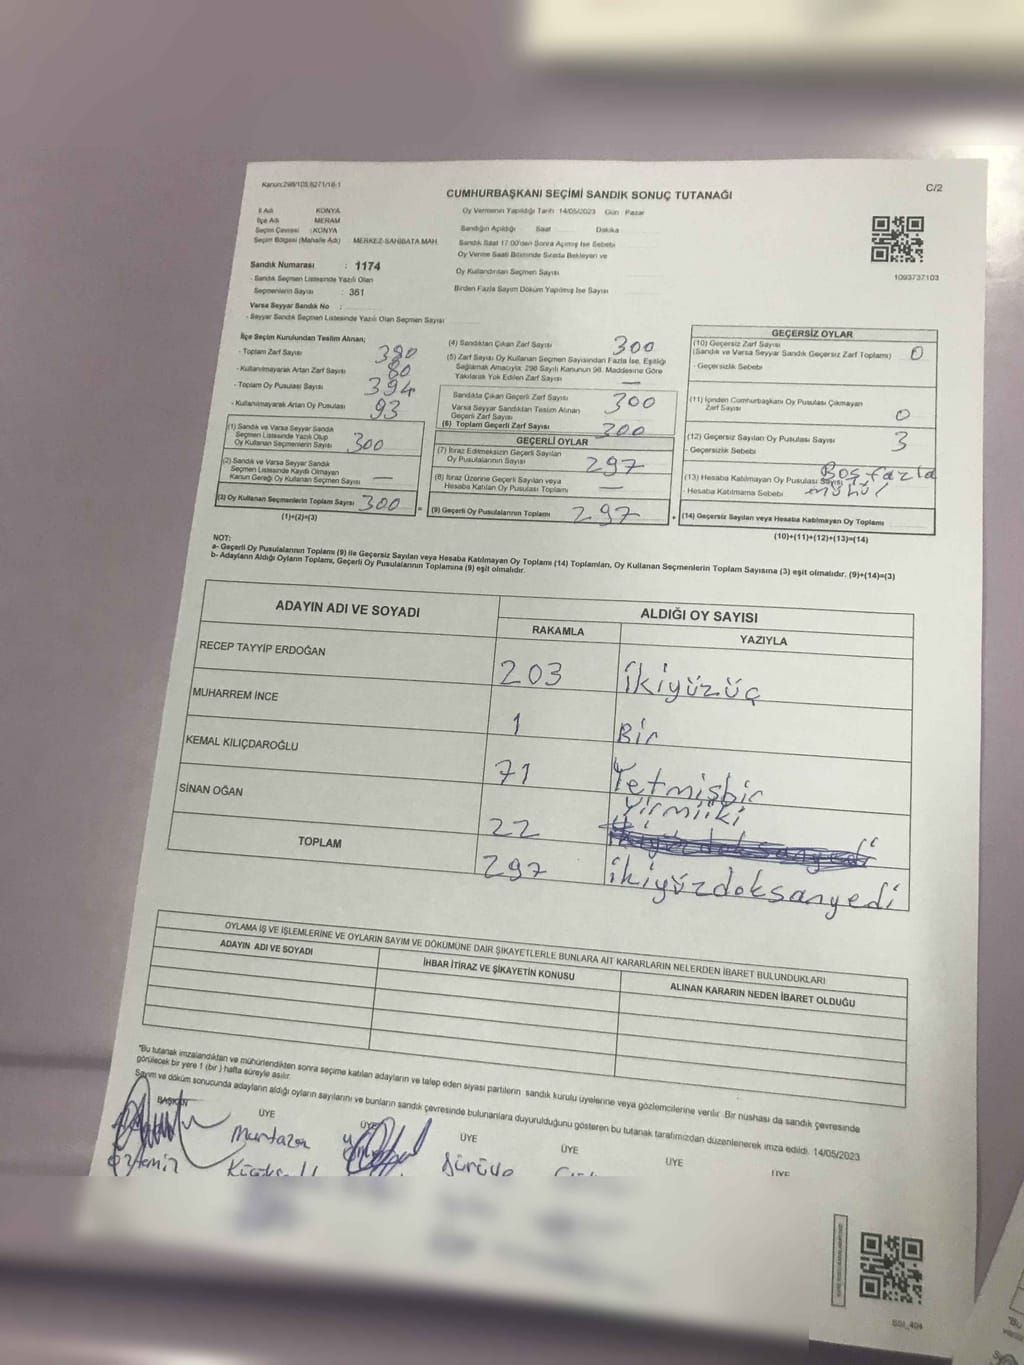 Kanun:298/105,6271/18-1
C/2
CUMHURBAŞKANI SEÇİMİ SANDIK SONUÇ TUTANAĞI
İl Adı KONYA
İlçe Adı MERAM
Seçim Çevresi : KONYA
Seçim Bölgesi (Mahalle Adı) MERKEZ-SAHİBATA MAH.
Sandık Numarası : 1174
- Sandık Seçmen Listesinde Yazılı Olan
Seçmenlerin Sayısı : 361
Varsa Seyyar Sandık No :
- Seyyar Sandık Seçmen Listesinde Yazılı Olan Seçmen Sayısı
Oy Vermenin Yapıldığı Tarih 14/05/2023 Gün Pazar
Sandığın Açıldığı Saat Dakika
Sandık Saat 17.00'den Sonra Açılmış İse Sebebi
Oy Verme Saati Bitiminde Sırada Bekleyen ve
Oy Kullandırılan Seçmen Sayısı
Birden Fazla Sayım Döküm Yapılmış İse Sayısı
1093737103
İlçe Seçim Kurulundan Teslim Alınan;
- Toplam Zarf Sayısı 380
- Kullanılmayarak Artan Zarf Sayısı 80
- Toplam Oy Pusulası Sayısı 394
- Kullanılmayarak Artan Oy Pusulası 93
(1) Sandık ve Varsa Seyyar Sandık
Seçmen Listesinde Yazılı Olup
Oy Kullanan Seçmenlerin Sayısı 300
(2) Sandık ve Varsa Seyyar Sandık
Seçmen Listesinde Kayıtlı Olmayan
Kanun Gereği Oy Kullanan Seçmen Sayısı —
(3) Oy Kullanan Seçmenlerin Toplam Sayısı 300
(1)+(2)=(3)
(4) Sandıktan Çıkan Zarf Sayısı 300
(5) Zarf Sayısı Oy Kullanan Seçmen Sayısından Fazla İse, Eşitliği
Sağlamak Amacıyla; 298 Sayılı Kanunun 98. Maddesine Göre
Yakılarak Yok Edilen Zarf Sayısı —
Sandıkta Çıkan Geçerli Zarf Sayısı 300
Varsa Seyyar Sandıktan Teslim Alınan
Geçerli Zarf Sayısı
(6) Toplam Geçerli Zarf Sayısı 300
GEÇERLİ OYLAR
(7) İtiraz Edilmeksizin Geçerli Sayılan
Oy Pusulalarının Sayısı 297
(8) İtiraz Üzerine Geçerli Sayılan veya
Hesaba Katılan Oy Pusulası Toplamı —
= (9) Geçerli Oy Pusulalarının Toplamı 297
GEÇERSİZ OYLAR
(10) Geçersiz Zarf Sayısı
(Sandık ve Varsa Seyyar Sandık Geçersiz Zarf Toplamı) 0
- Geçersizlik Sebebi
(11) İçinden Cumhurbaşkanı Oy Pusulası Çıkmayan
Zarf Sayısı 0
(12) Geçersiz Sayılan Oy Pusulası Sayısı 3
- Geçersizlik Sebebi
Boş fazla
(13) Hesaba Katılmayan Oy Pusulası Sayısı
mühür
- Hesaba Katılmama Sebebi
+ (14) Geçersiz Sayılan veya Hesaba Katılmayan Oy Toplamı
(10)+(11)+(12)+(13)=(14)
NOT:
a- Geçerli Oy Pusulalarının Toplamı (9) ile Geçersiz Sayılan veya Hesaba Katılmayan Oy Toplamı (14) Toplamları, Oy Kullanan Seçmenlerin Toplam Sayısına (3) eşit olmalıdır. (9)+(14)=(3)
b- Adayların Aldığı Oyların Toplamı, Geçerli Oy Pusulalarının Toplamına (9) eşit olmalıdır.
ADAYIN ADI VE SOYADI
ALDIĞI OY SAYISI
RAKAMLA YAZIYLA
RECEP TAYYİP ERDOĞAN 203 ikiyüzüç
MUHARREM İNCE 1 Bir
KEMAL KILIÇDAROĞLU 71 Yetmişbir
SİNAN OĞAN 22 Yirmiiki
TOPLAM 297 ikiyüzdoksanyedi
OYLAMA İŞ VE İŞLEMLERİNE VE OYLARIN SAYIM VE DÖKÜMÜNE DAİR ŞİKAYETLERLE BUNLARA AİT KARARLARIN NELERDEN İBARET BULUNDUKLARI
ADAYIN ADI VE SOYADI İHBAR İTİRAZ VE ŞİKAYETİN KONUSU ALINAN KARARIN NEDEN İBARET OLDUĞU
"Bu tutanak imzalandıktan ve mühürlendikten sonra seçime katılan adayların ve talep eden siyasi partilerin sandık kurulu üyelerine veya gözlemcilerine verilir. Bir nüshası da sandık çevresinde
görülecek bir yere 1 (bir) hafta süreyle asılır.
Sayım ve döküm sonucunda adayların aldığı oyların sayılarını ve bunların sandık çevresinde bulunanlara duyurulduğunu gösteren bu tutanak tarafımızdan düzenlenerek imza edildi. 14/05/2023
BAŞKAN ÜYE ÜYE ÜYE ÜYE ÜYE ÜYE